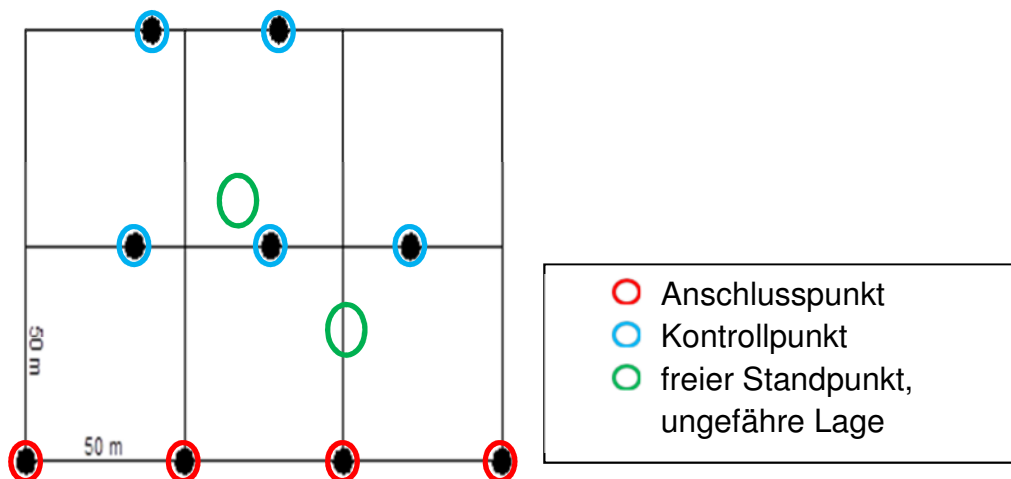 50 m
50 m
Anschlusspunkt
Kontrollpunkt
freier Standpunkt,
ungefähre Lage